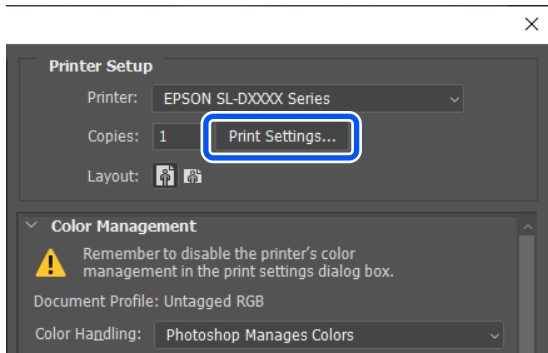 Printer Setup
Printer: EPSON SL-DXXXX Series
Copies: 1 Print Settings...
Layout:
Color Management
Remember to disable the printer's color
management in the print settings dialog box.
Document Profile: Untagged RGB
Color Handling: Photoshop Manages Colors